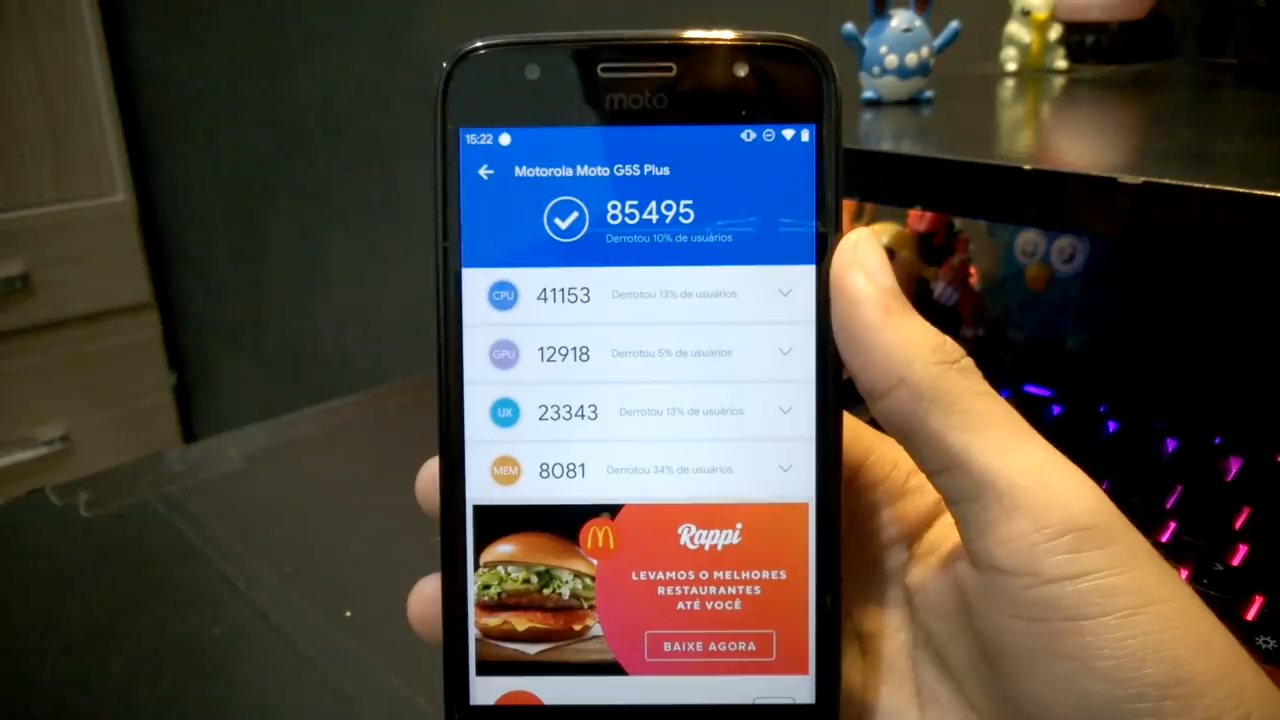 moto
15:22
Motorola Moto G5S Plus
85495
Derrotou 10% de usuários
CPU 41153 Derrotou 13% de usuários
GPU 12918 Derrotou 5% de usuários
UX 23343 Derrotou 13% de usuários
MEM 8081 Derrotou 34% de usuários
Rappi
LEVAMOS O MELHORES
RESTAURANTES
ATÉ VOCÊ
BAIXE AGORA